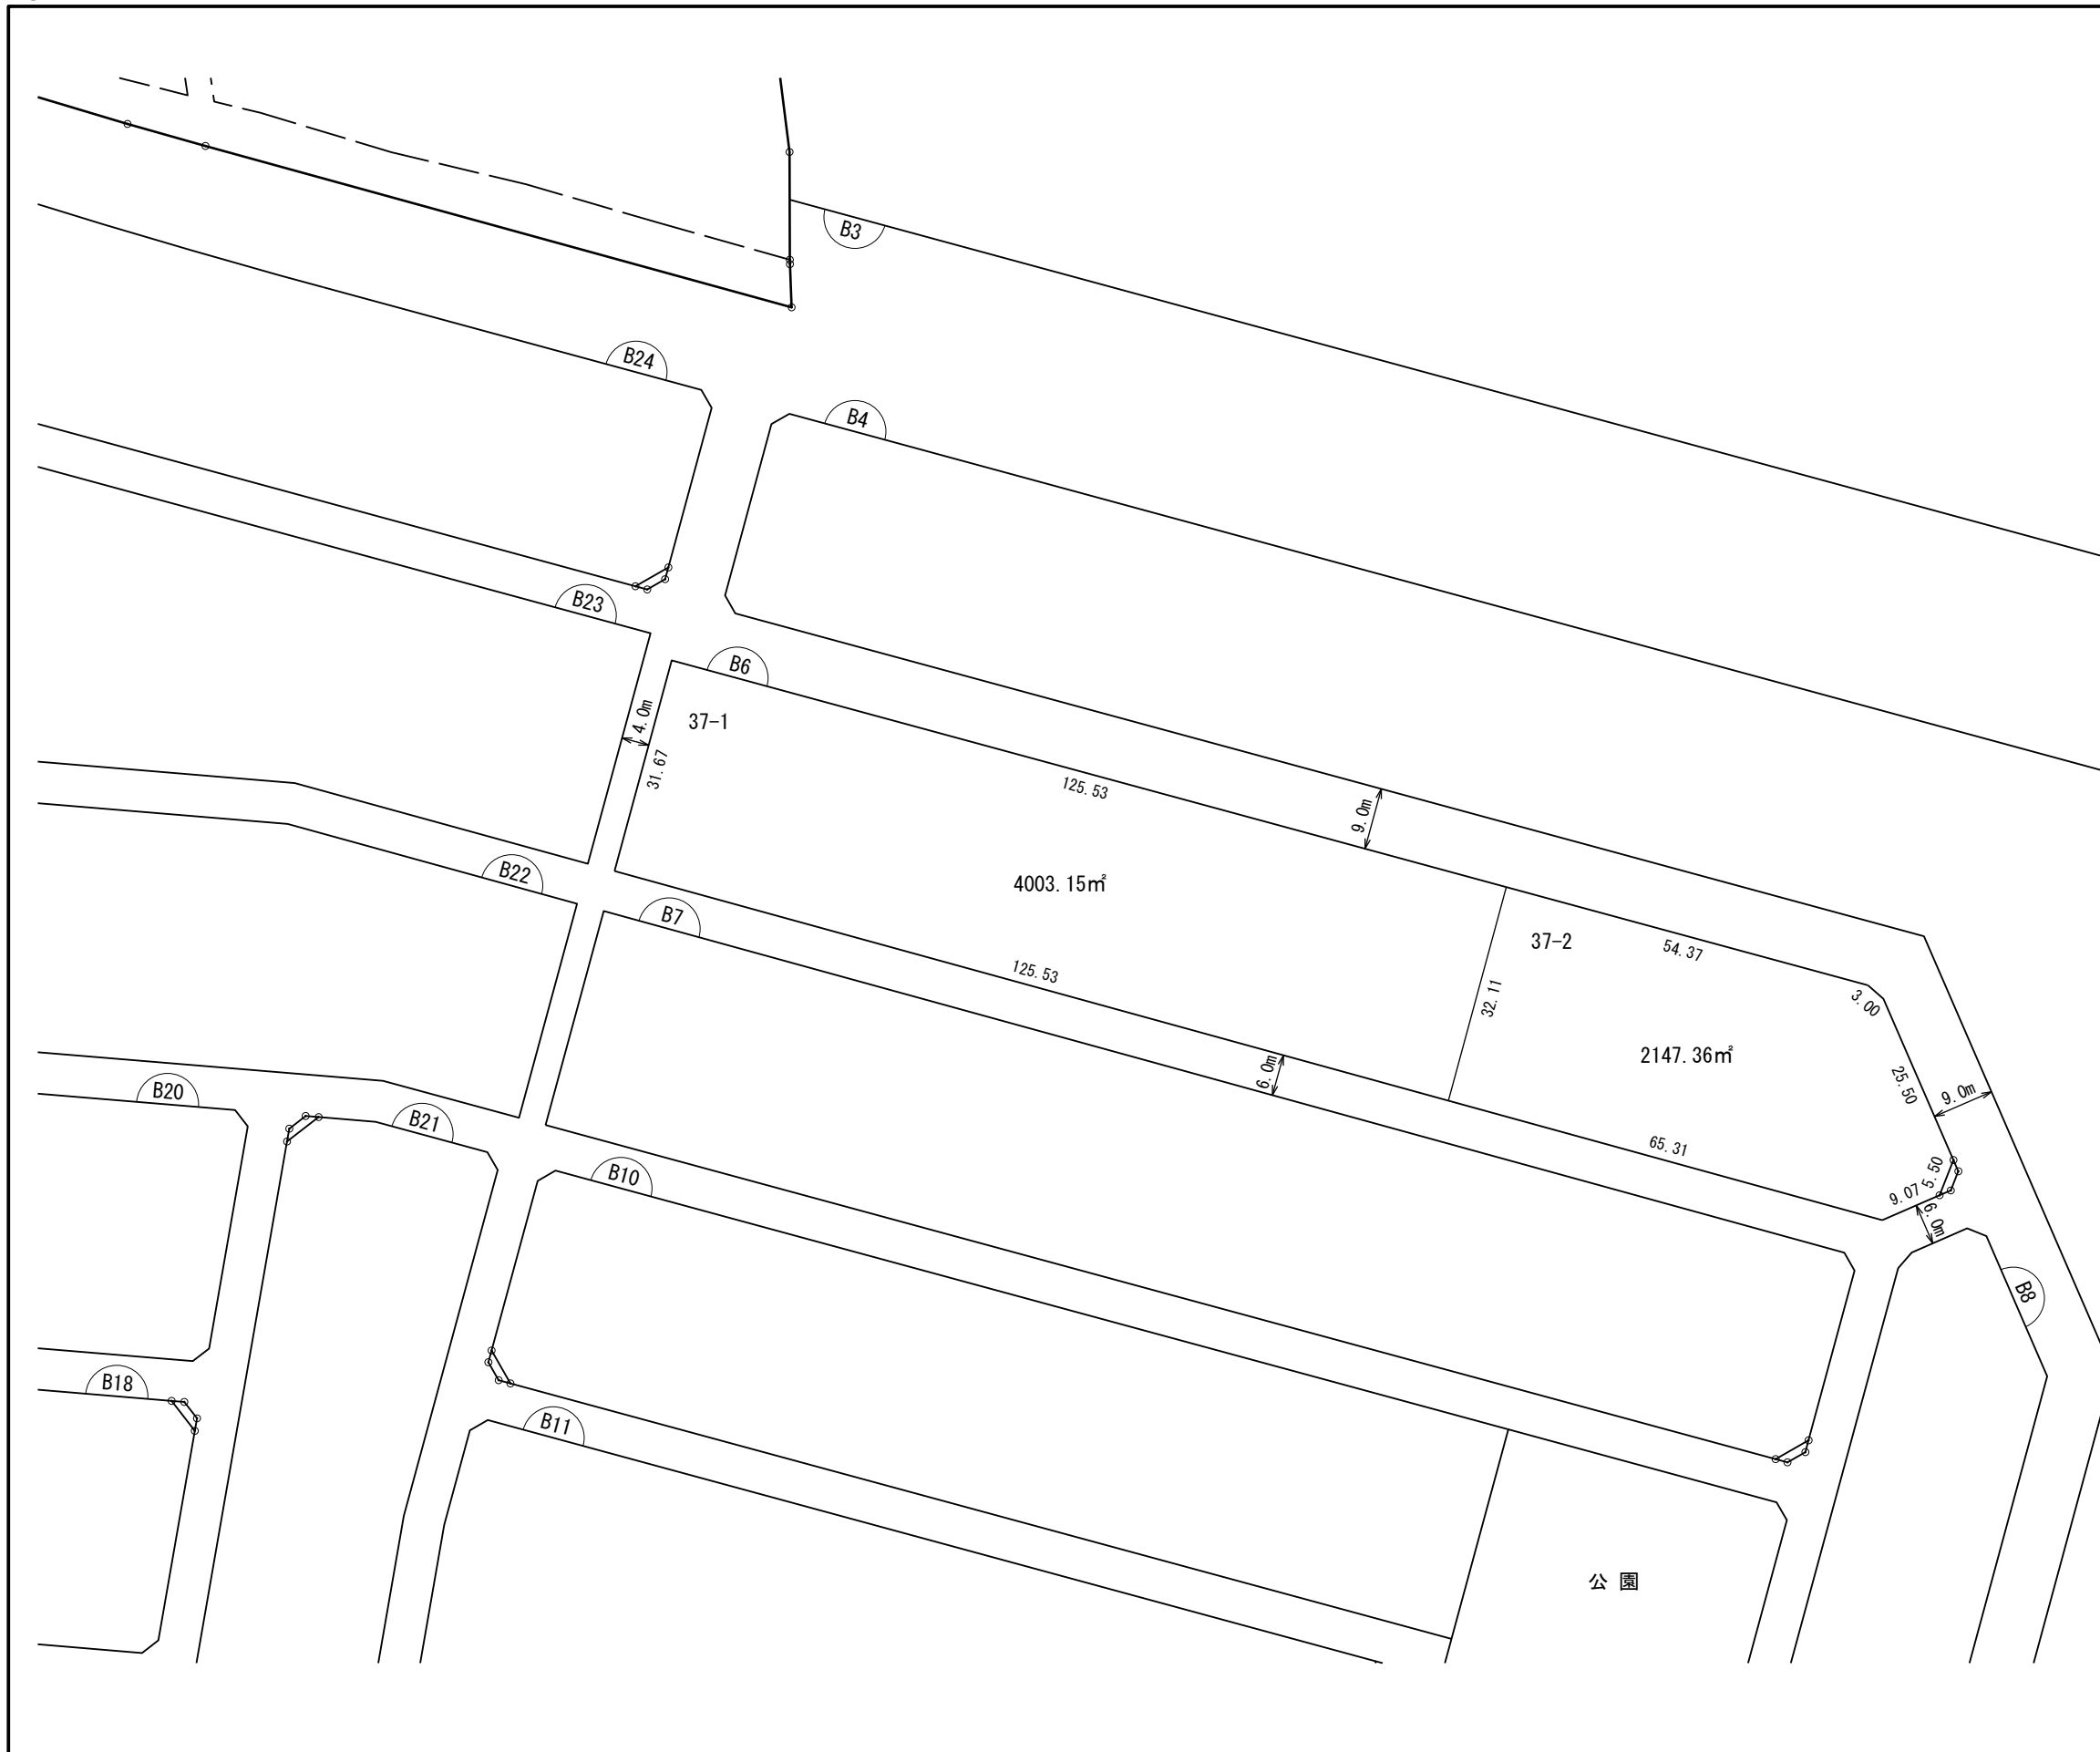 B3
B24
B4
B23
B6
4.0m
37-1
31.67
125.53
9.0m
B22
4003.15㎡
B7
37-2
54.37
125.53
32.11
3.00
2147.36㎡
6.0m
25.50
9.0m
B20
B21
65.31
B10
5.50
9.07
6.0m
B8
B18
B11
公園